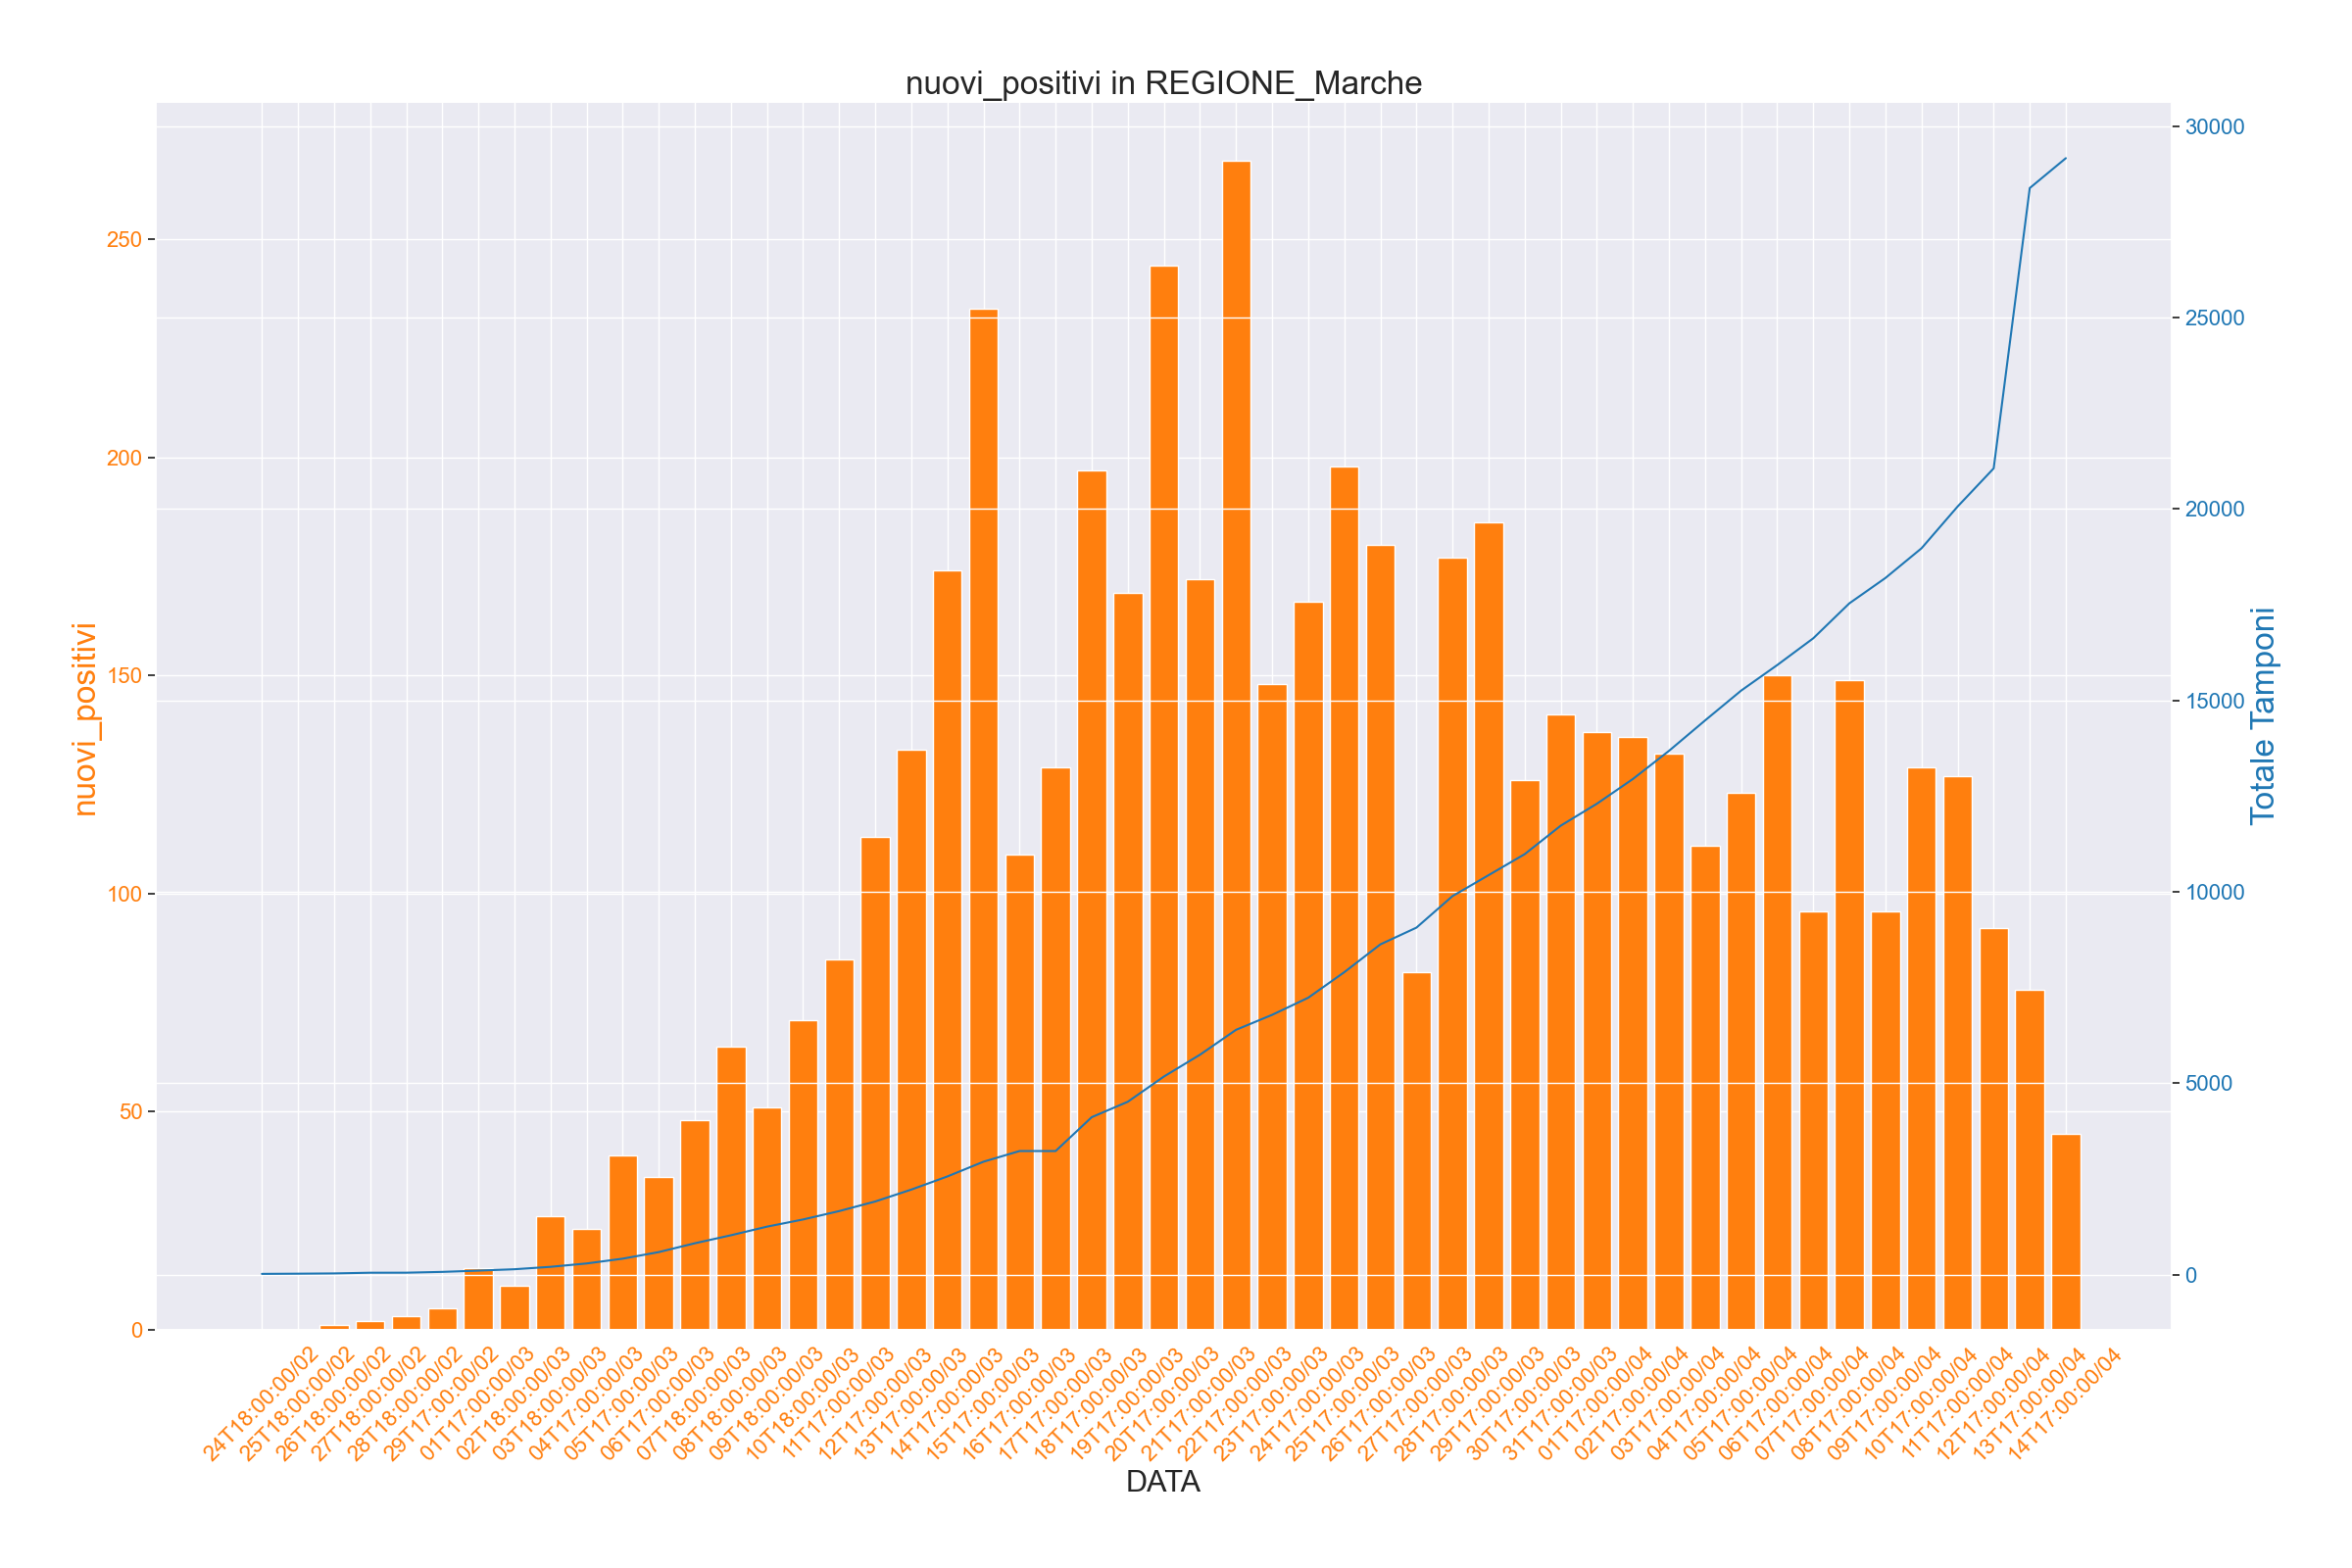 nuovi_positivi in REGIONE_Marche
nuovi_positivi
250
200
150
100
50
0
30000
25000
20000
15000
10000
5000
0
Totale Tamponi
24T18:00:00/02
25T18:00:00/02
26T18:00:00/02
27T18:00:00/02
28T18:00:00/02
29T17:00:00/02
01T17:00:00/03
02T18:00:00/03
03T18:00:00/03
04T17:00:00/03
05T17:00:00/03
06T17:00:00/03
07T18:00:00/03
08T18:00:00/03
09T18:00:00/03
10T18:00:00/03
11T17:00:00/03
12T17:00:00/03
13T17:00:00/03
14T17:00:00/03
15T17:00:00/03
16T17:00:00/03
17T17:00:00/03
18T17:00:00/03
19T17:00:00/03
20T17:00:00/03
21T17:00:00/03
22T17:00:00/03
23T17:00:00/03
24T17:00:00/03
25T17:00:00/03
26T17:00:00/03
27T17:00:00/03
28T17:00:00/03
29T17:00:00/03
30T17:00:00/03
31T17:00:00/03
01T17:00:00/04
02T17:00:00/04
03T17:00:00/04
04T17:00:00/04
05T17:00:00/04
06T17:00:00/04
07T17:00:00/04
08T17:00:00/04
09T17:00:00/04
10T17:00:00/04
11T17:00:00/04
12T17:00:00/04
13T17:00:00/04
14T17:00:00/04
DATA